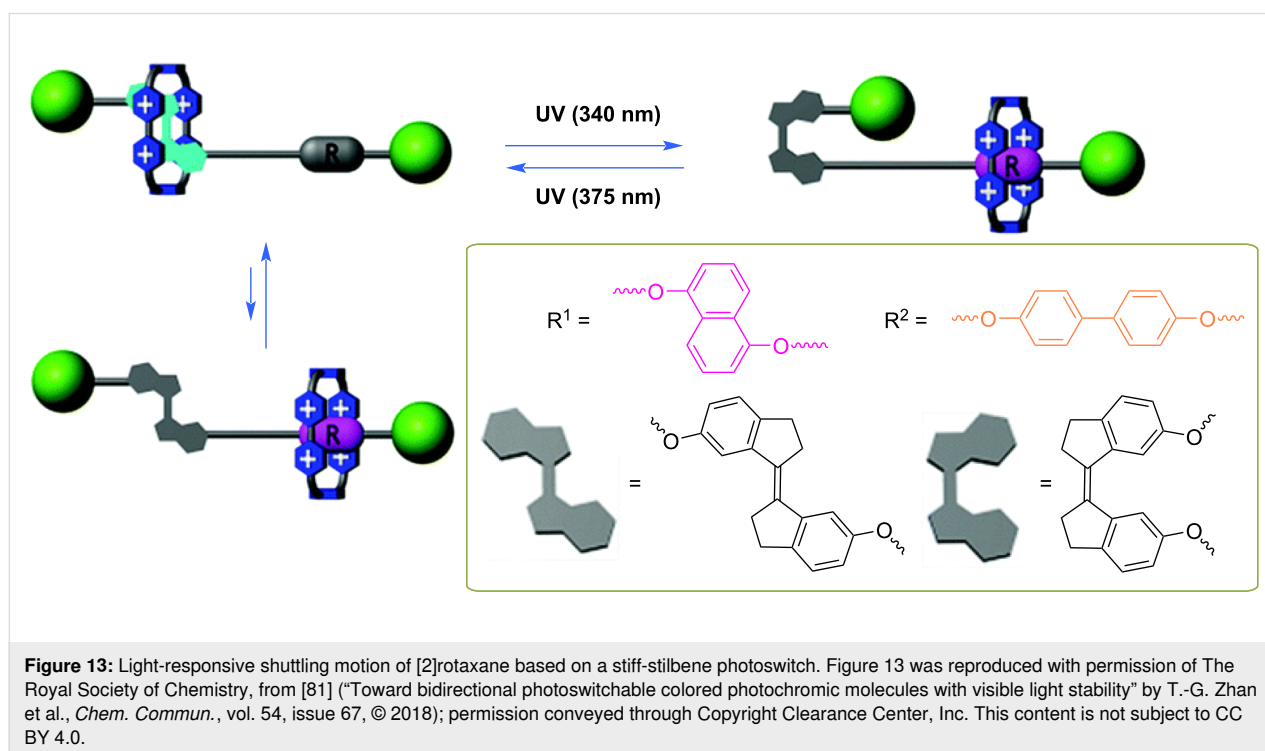 + +
+
R
UV (340 nm)
UV (375 nm)
+ +
R
+ +
+ +
R
+ +
R1 =
O
O
R2 =
O
O
=
O
O
=
O
O
Figure 13: Light-responsive shuttling motion of [2]rotaxane based on a stiff-stilbene photoswitch. Figure 13 was reproduced with permission of The
Royal Society of Chemistry, from [81] (“Toward bidirectional photoswitchable colored photochromic molecules with visible light stability” by T.-G. Zhan
et al., Chem. Commun., vol. 54, issue 67, © 2018); permission conveyed through Copyright Clearance Center, Inc. This content is not subject to CC
BY 4.0.